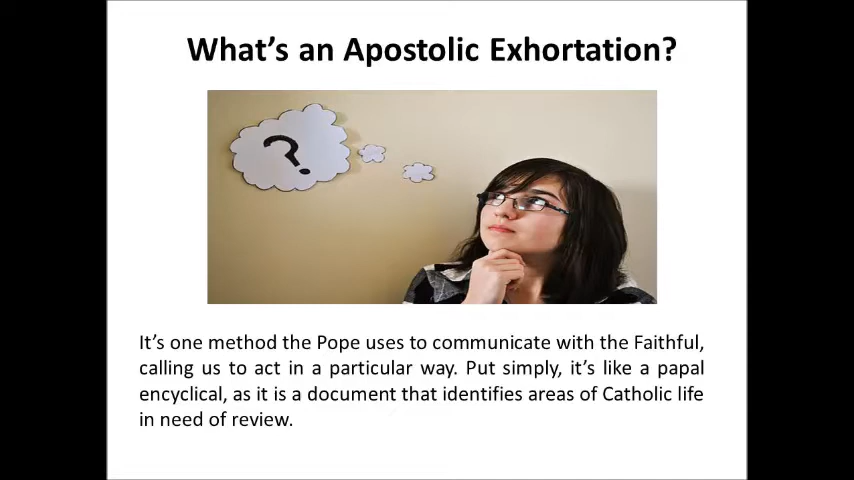 What's an Apostolic Exhortation?
?
It's one method the Pope uses to communicate with the Faithful,
calling us to act in a particular way. Put simply, it's like a papal
encyclical, as it is a document that identifies areas of Catholic life
in need of review.